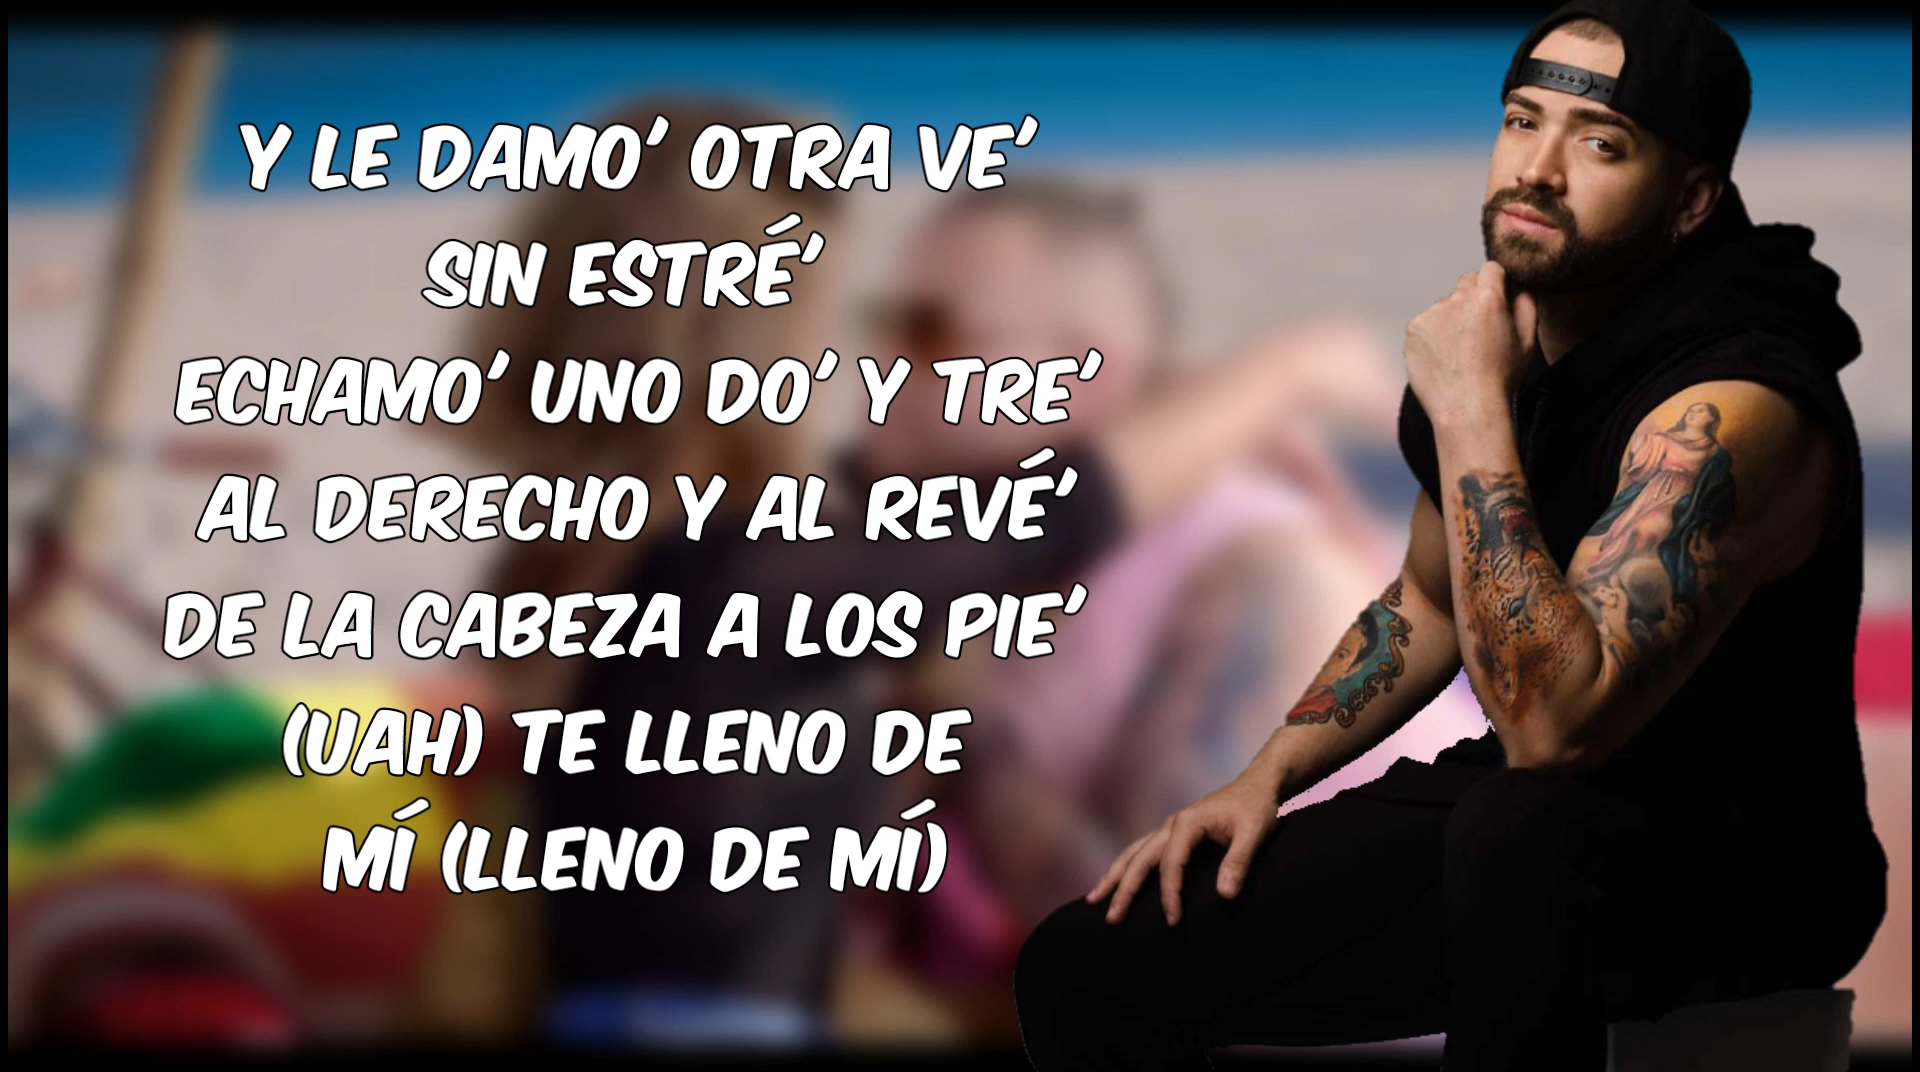 Y LE DAMO' OTRA VE'
SIN ESTRÉ'
ECHAMO' UNO DO' Y TRE'
AL DERECHO Y AL REVÉ'
DE LA CABEZA A LOS PIE'
(UAH) TE LLENO DE
MÍ (LLENO DE MÍ)